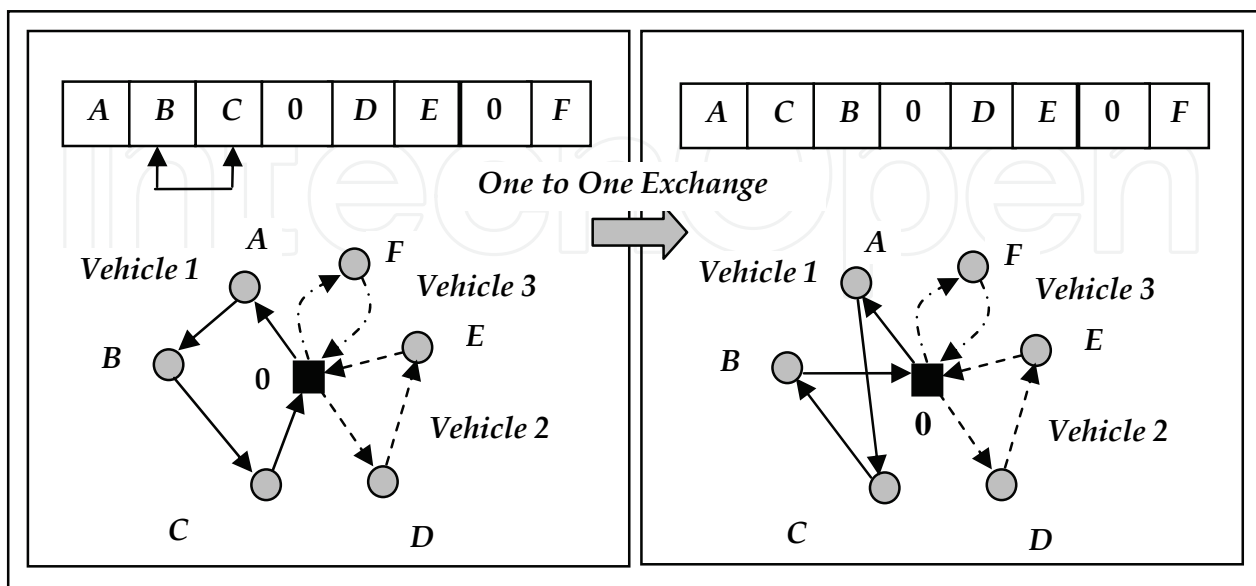 A B C 0 D E 0 F
A
F
Vehicle 1
Vehicle 3
B
E
0
Vehicle 2
C
D
One to One Exchange
A C B 0 D E 0 F
A
F
Vehicle 1
Vehicle 3
B
E
0
Vehicle 2
C
D
IntechOpen